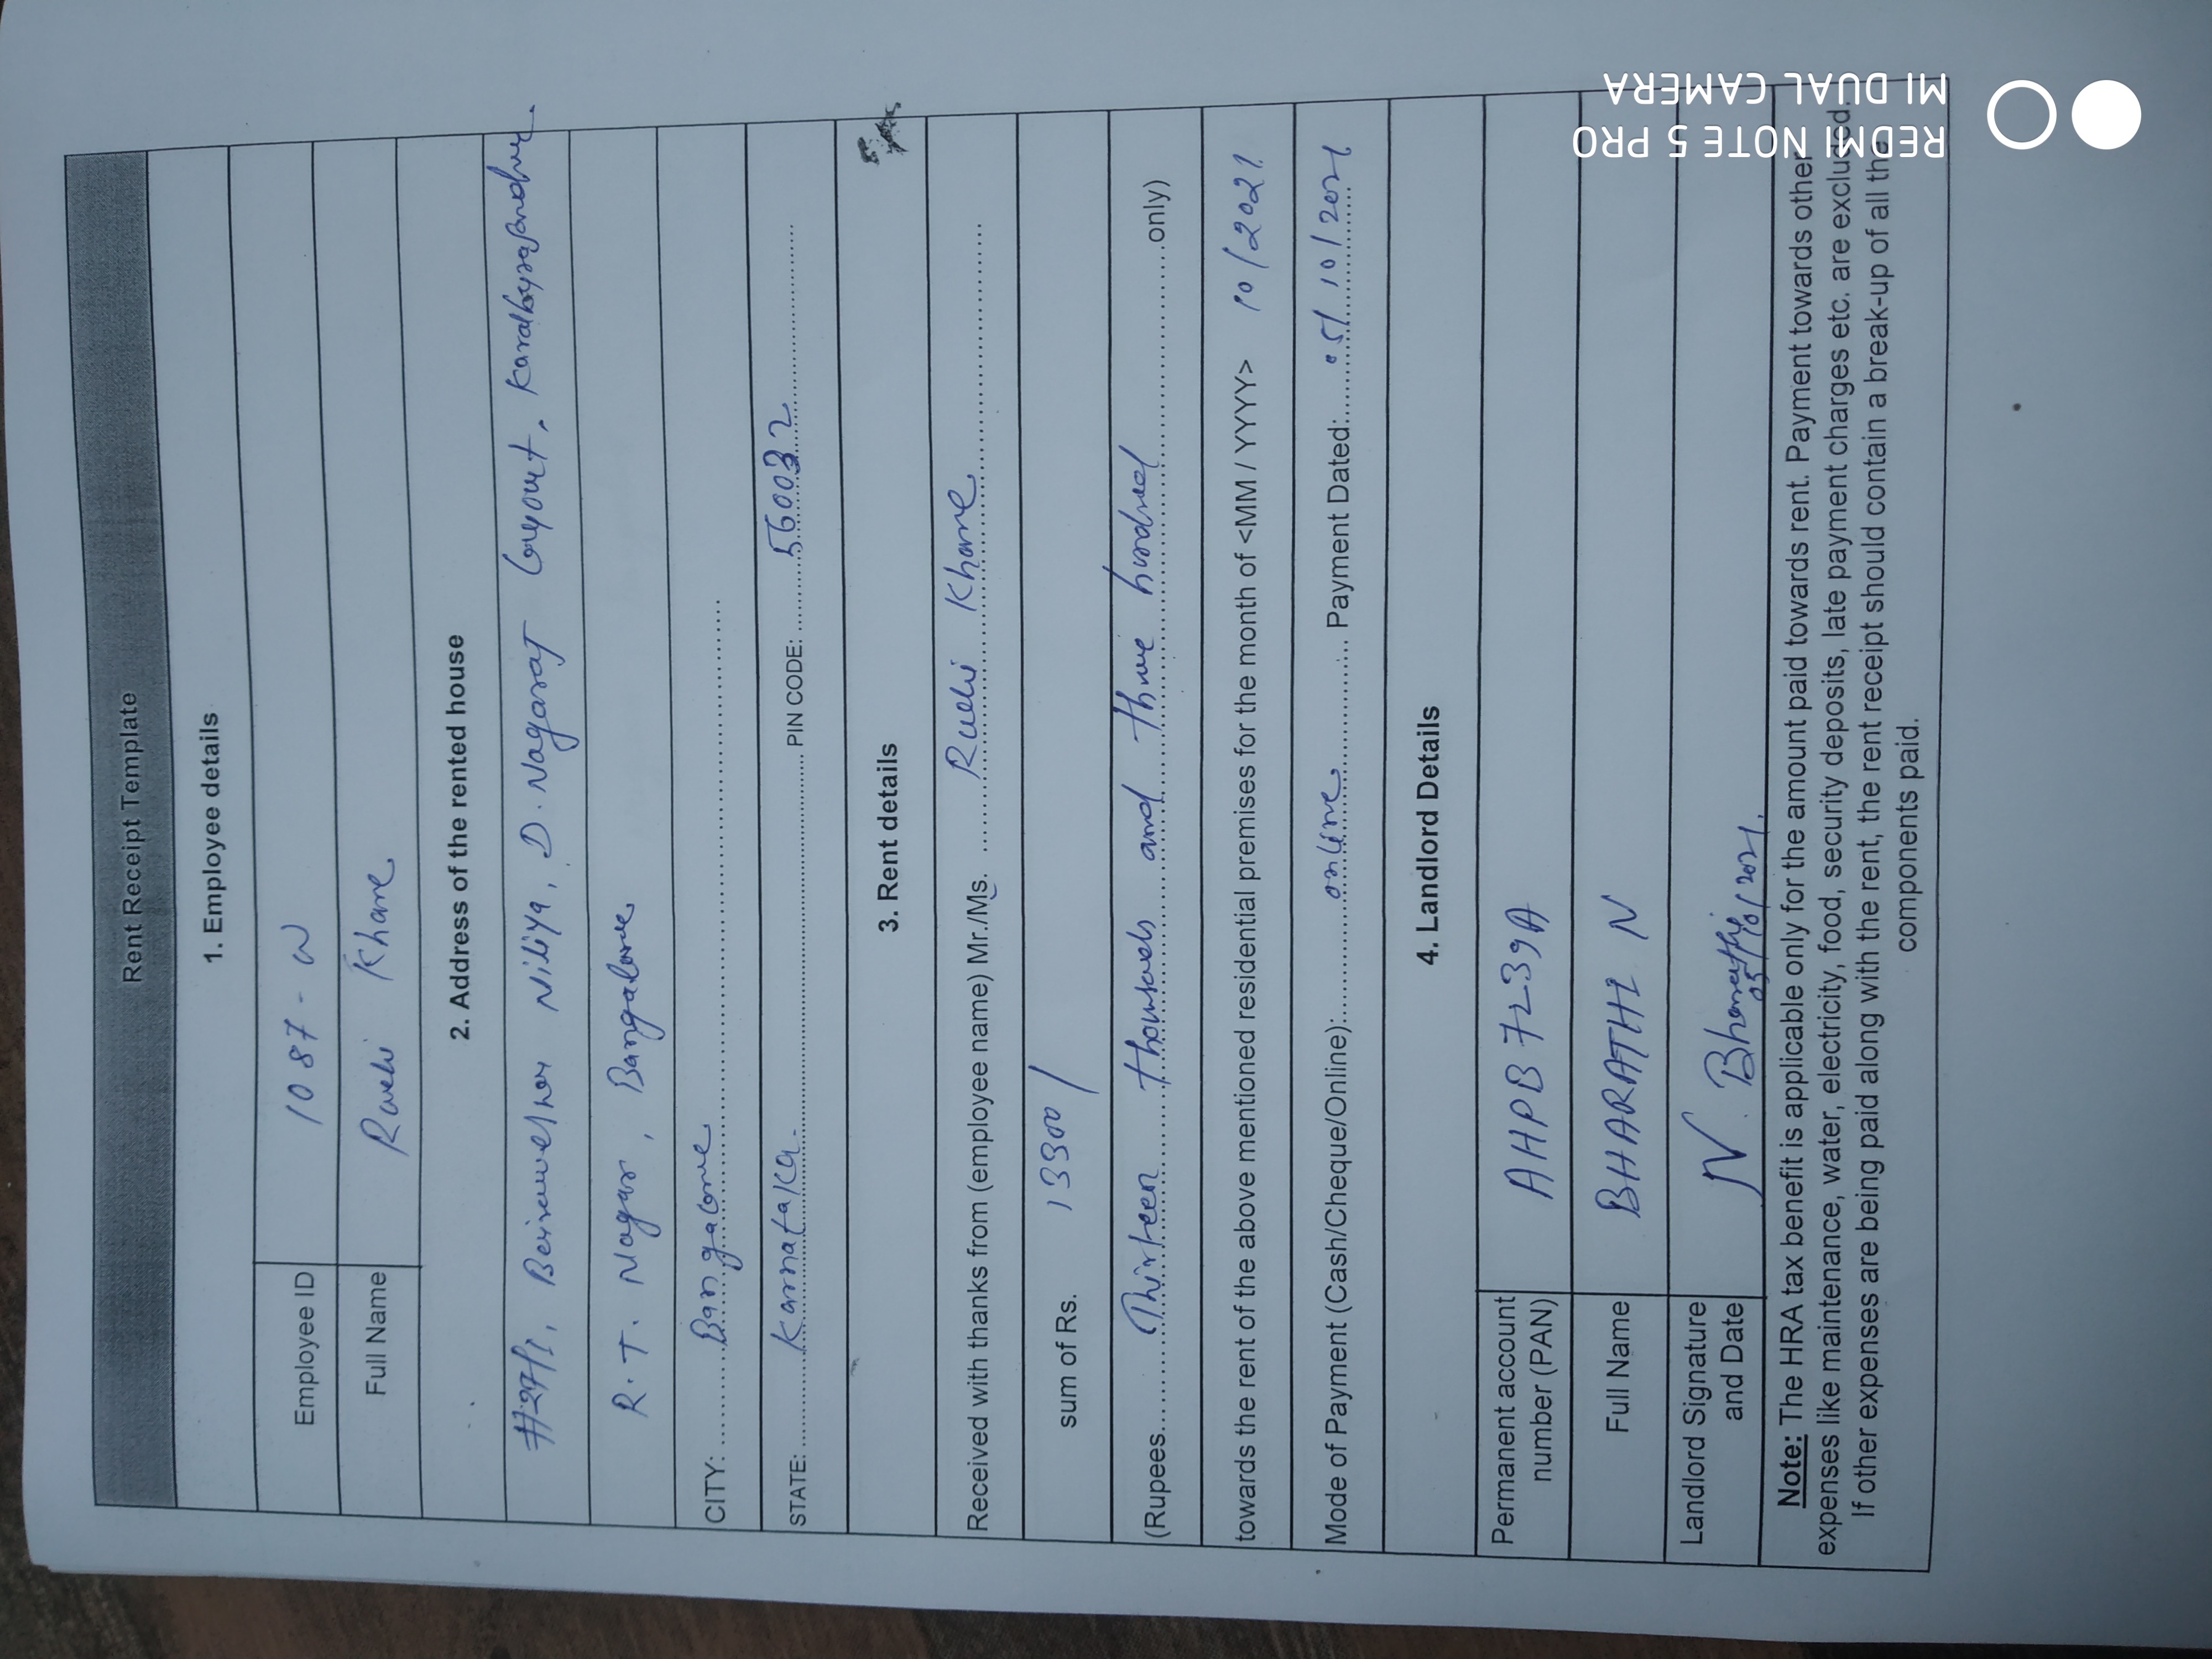 Rent Receipt Template
1. Employee details
Employee ID 1087-W
Full Name Khare
2. Address of the rented house
Niliya, D. Nagaraj Layout,
R.T. Nagar, Bangalore
CITY: Bangalore
STATE: Karnataka. PIN CODE: 560032
3. Rent details
Received with thanks from (employee name) Mr./Ms. Khare
sum of Rs. 13300/
(Rupees Thirteen thousands and three hundred only)
towards the rent of the above mentioned residential premises for the month of <MM / YYYY> 10/2021
Mode of Payment (Cash/Cheque/Online): online Payment Dated: 05/10/2021
4. Landlord Details
Permanent account
number (PAN) AHPB7239A
Full Name BHARATHI N
Landlord Signature
and Date N. Bharathi
05/10/2021.
Note: The HRA tax benefit is applicable only for the amount paid towards rent. Payment towards other
expenses like maintenance, water, electricity, food, security deposits, late payment charges etc. are excluded
If other expenses are being paid along with the rent, the rent receipt should contain a break-up of all the
components paid.
REDMI NOTE 5 PRO
MI DUAL CAMERA